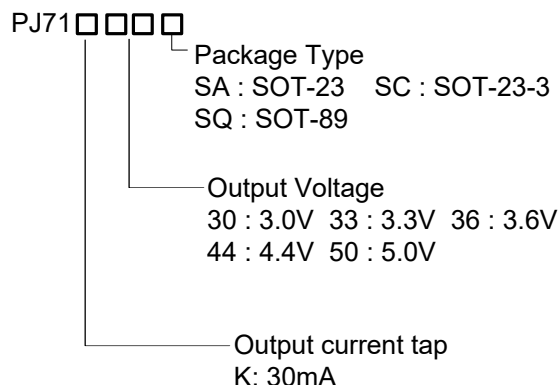 PJ71□ □□ □
Package Type
SA : SOT-23 SC : SOT-23-3
SQ : SOT-89
Output Voltage
30 : 3.0V 33 : 3.3V 36 : 3.6V
44 : 4.4V 50 : 5.0V
Output current tap
K: 30mA